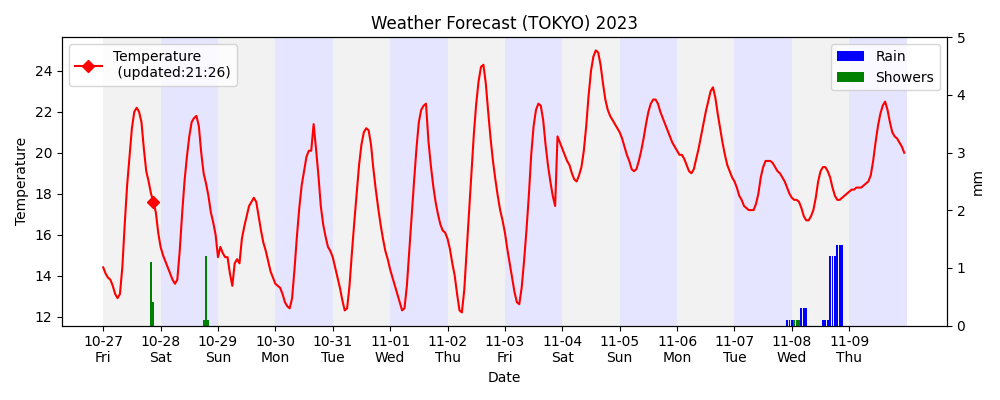 Weather Forecast (TOKYO) 2023
Temperature
(updated:21:26)
Rain
Showers
Temperature
24
22
20
18
16
14
12
5
4
3
2
1
0
mm
10-27 10-28 10-29 10-30 10-31 11-01 11-02 11-03 11-04 11-05 11-06 11-07 11-08 11-09
Fri Sat Sun Mon Tue Wed Thu Fri Sat Sun Mon Tue Wed Thu
Date